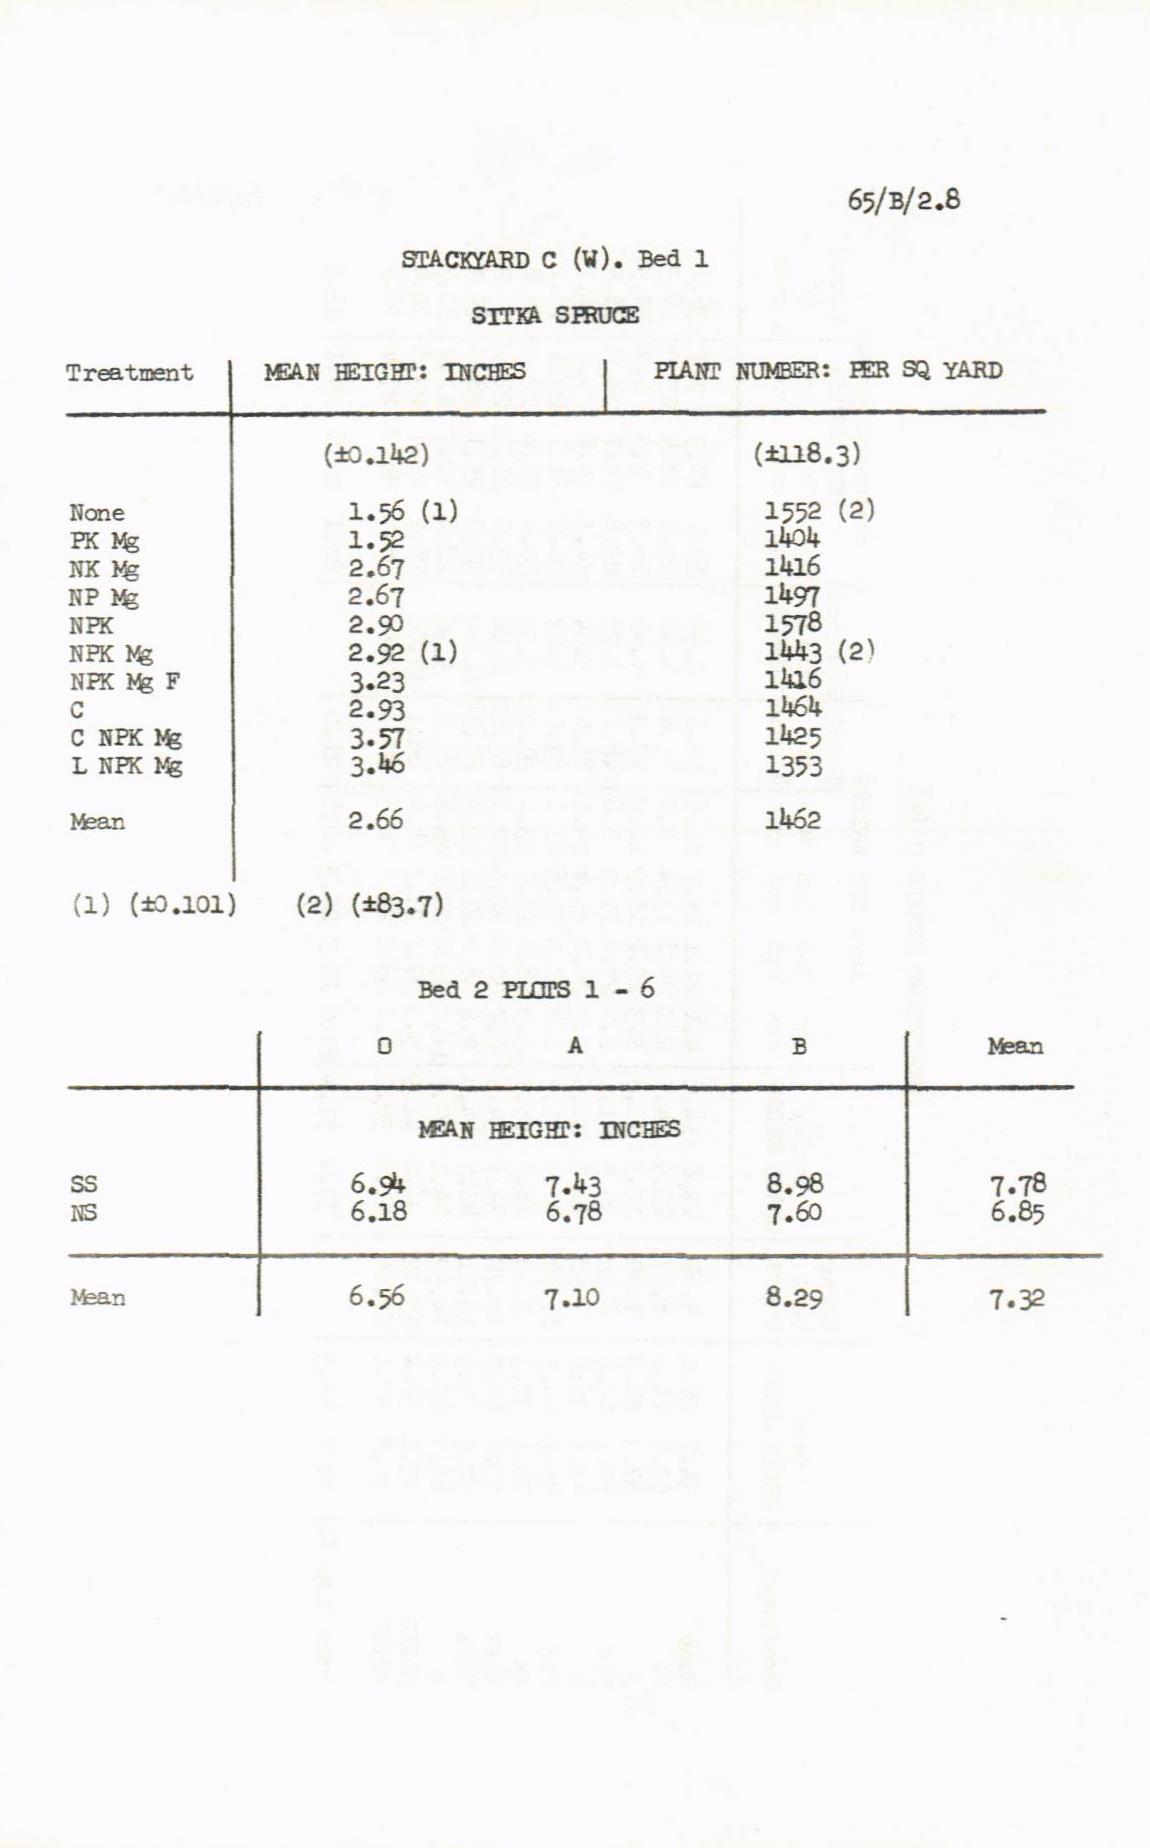 65/B/2.8
STACKYARD C (W). Bed 1
SITKA SPRUCE
Treatment MEAN HEIGHT: INCHES PLANT NUMBER: PER SQ YARD
(±0.142) (±118.3)
None 1.56 (1) 1552 (2)
PK Mg 1.52 1404
NK Mg 2.67 1416
NP Mg 2.67 1497
NPK 2.90 1578
NPK Mg 2.92 (1) 1443 (2)
NPK Mg F 3.23 1416
C 2.93 1464
C NPK Mg 3.57 1425
L NPK Mg 3.46 1353
Mean 2.66 1462
(1) (±0.101) (2) (±83.7)
Bed 2 PLOTS 1 - 6
O A B Mean
MEAN HEIGHT: INCHES
SS 6.94 7.43 8.98 7.78
NS 6.18 6.78 7.60 6.85
Mean 6.56 7.10 8.29 7.32